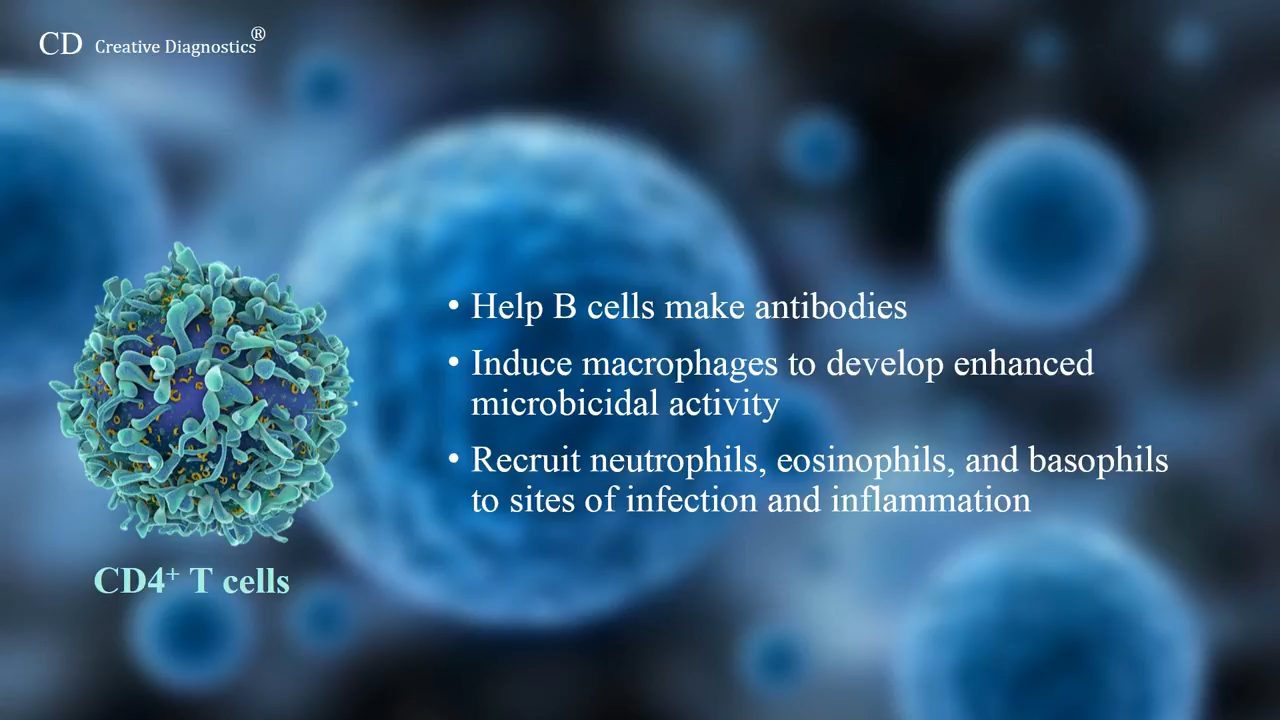 CD Creative Diagnostics®
• Help B cells make antibodies
• Induce macrophages to develop enhanced
microbicidal activity
• Recruit neutrophils, eosinophils, and basophils
to sites of infection and inflammation
CD4⁺ T cells